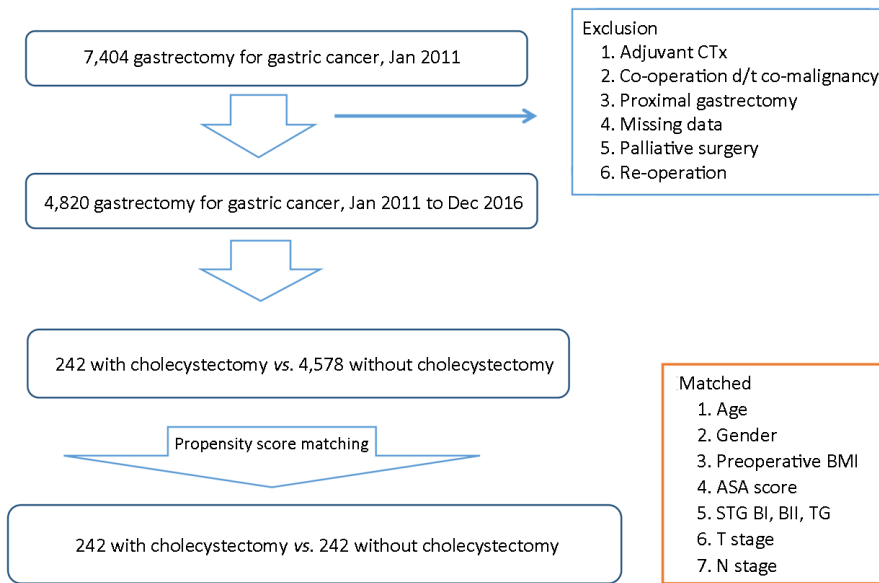 7,404 gastrectomy for gastric cancer, Jan 2011
Exclusion
1. Adjuvant CTx
2. Co-operation d/t co-malignancy
3. Proximal gastrectomy
4. Missing data
5. Palliative surgery
6. Re-operation
4,820 gastrectomy for gastric cancer, Jan 2011 to Dec 2016
242 with cholecystectomy vs. 4,578 without cholecystectomy
Propensity score matching
242 with cholecystectomy vs. 242 without cholecystectomy
Matched
1. Age
2. Gender
3. Preoperative BMI
4. ASA score
5. STG BI, BII, TG
6. T stage
7. N stage